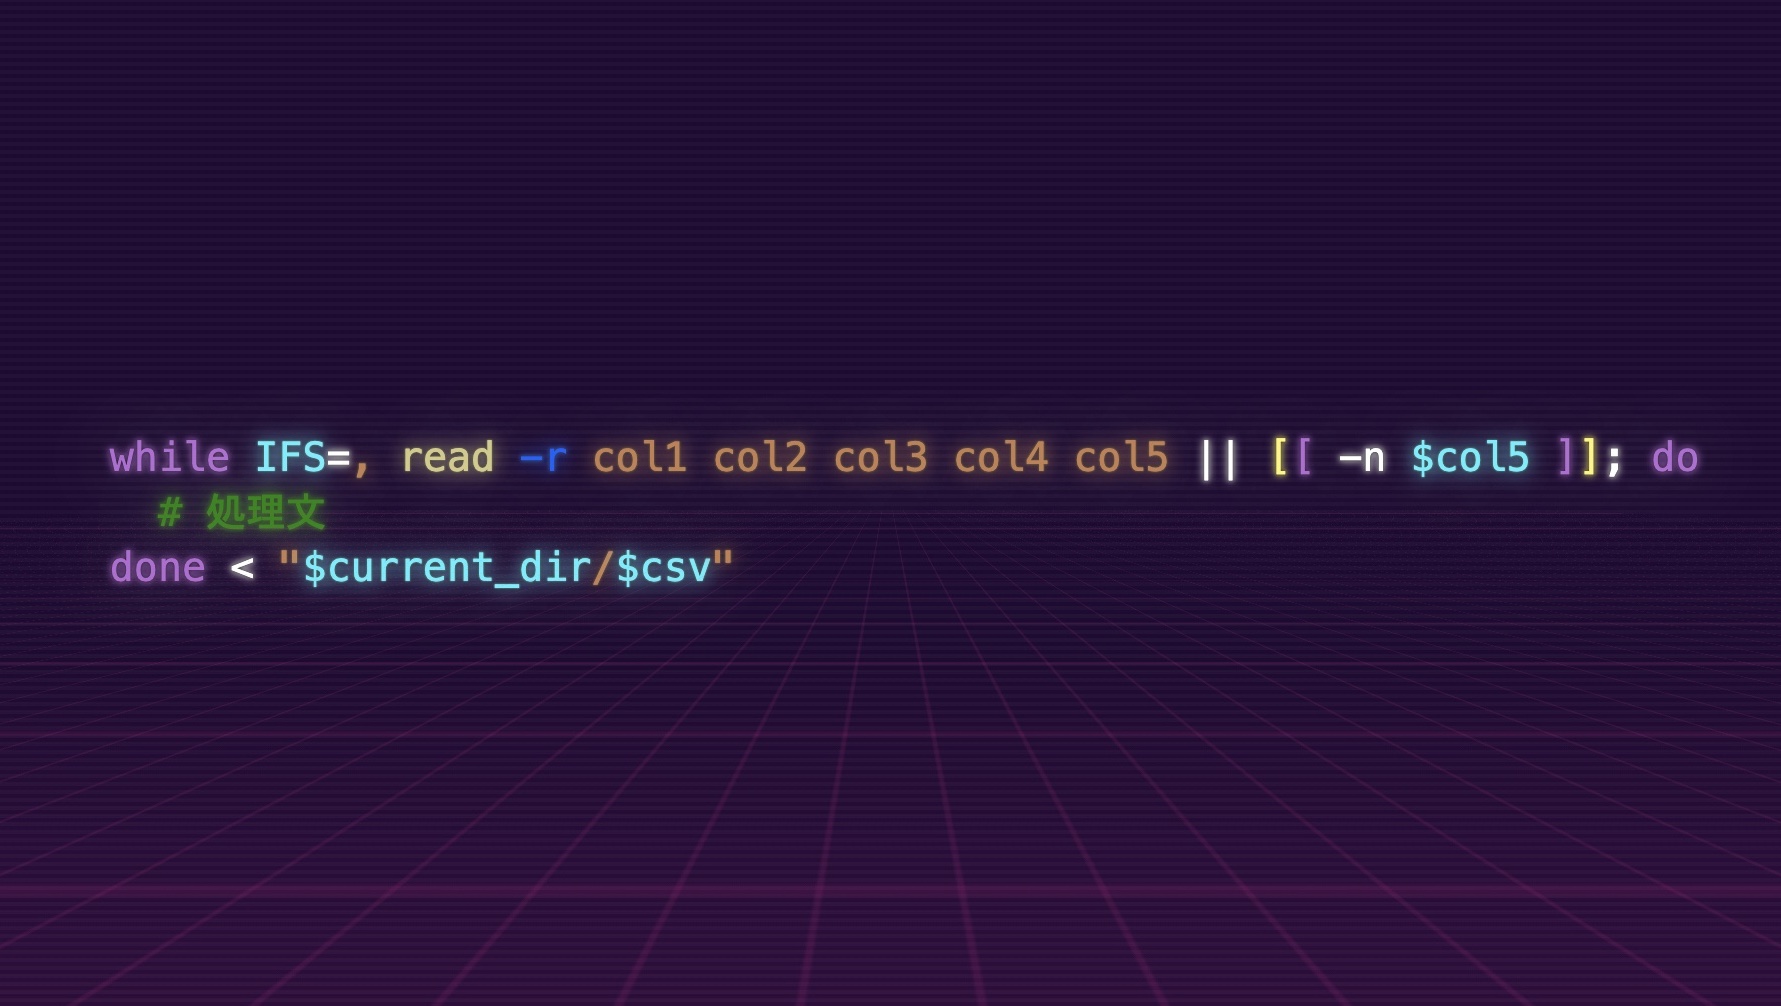 while IFS=, read -r col1 col2 col3 col4 col5 || [[ -n $col5 ]]; do
  # 処理文
done < "$current_dir/$csv"